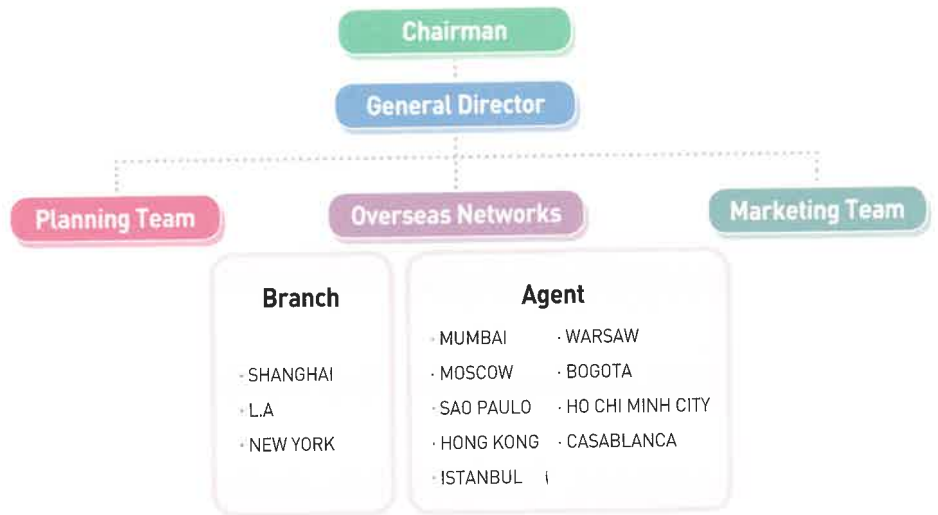 Chairman
General Director
Planning Team
Overseas Networks
Marketing Team
Branch
· SHANGHAI
· L.A
· NEW YORK
Agent
· MUMBAI
· MOSCOW
· SAO PAULO
· HONG KONG
· ISTANBUL
· WARSAW
· BOGOTA
· HO CHI MINH CITY
· CASABLANCA